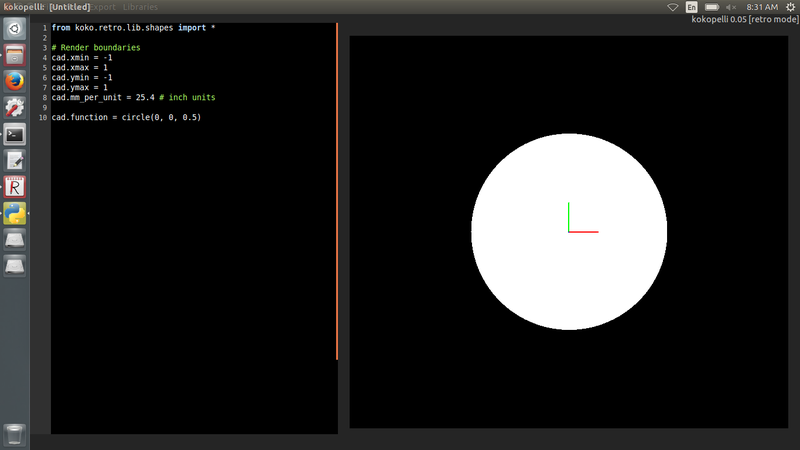 kokopelli: [Untitled] Export Libraries
En 8:31 AM
kokopelli 0.05 [retro mode]
1 from koko.retro.lib.shapes import *
2
3 # Render boundaries
4 cad.xmin = -1
5 cad.xmax = 1
6 cad.ymin = -1
7 cad.ymax = 1
8 cad.mm_per_unit = 25.4 # inch units
9
10 cad.function = circle(0, 0, 0.5)
R